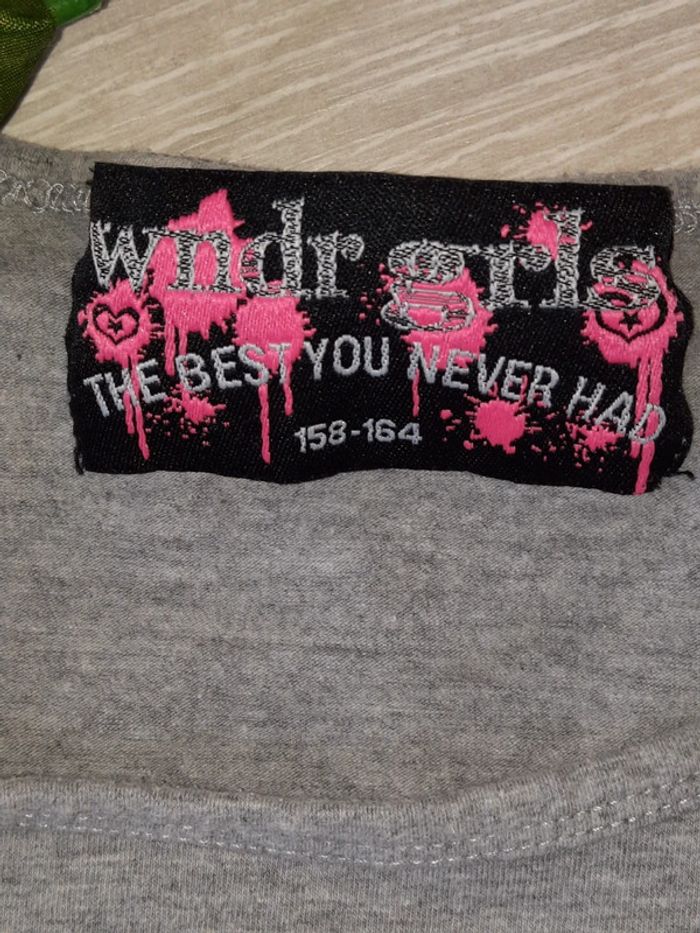 wndr grls
THE BEST YOU NEVER HAD
158-164